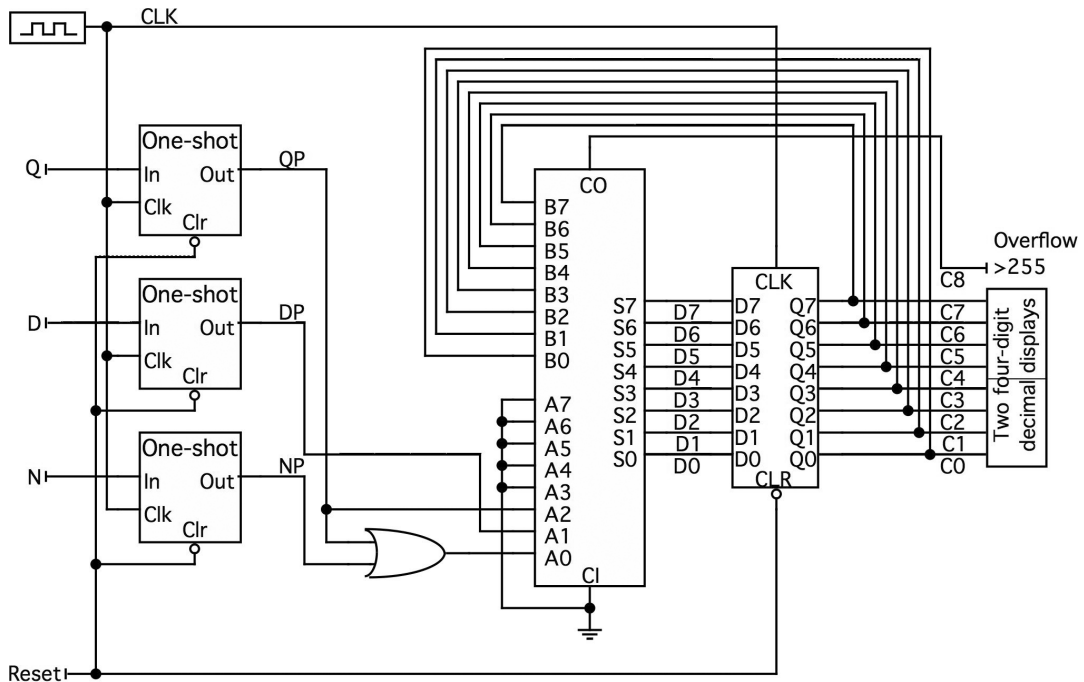 CLK
One-shot
Q
In
Out
QP
Clk
Clr
One-shot
D
In
Out
DP
Clk
Clr
One-shot
N
In
Out
NP
Clk
Clr
Reset
CO
B7
B6
B5
B4
B3
B2
B1
B0
A7
A6
A5
A4
A3
A2
A1
A0
CI
S7
S6
S5
S4
S3
S2
S1
S0
D7
D6
D5
D4
D3
D2
D1
D0
CLK
D7
D6
D5
D4
D3
D2
D1
D0
Q7
Q6
Q5
Q4
Q3
Q2
Q1
Q0
CLR
Overflow
>255
C8
C7
C6
C5
C4
C3
C2
C1
C0
Two four-digit
decimal displays